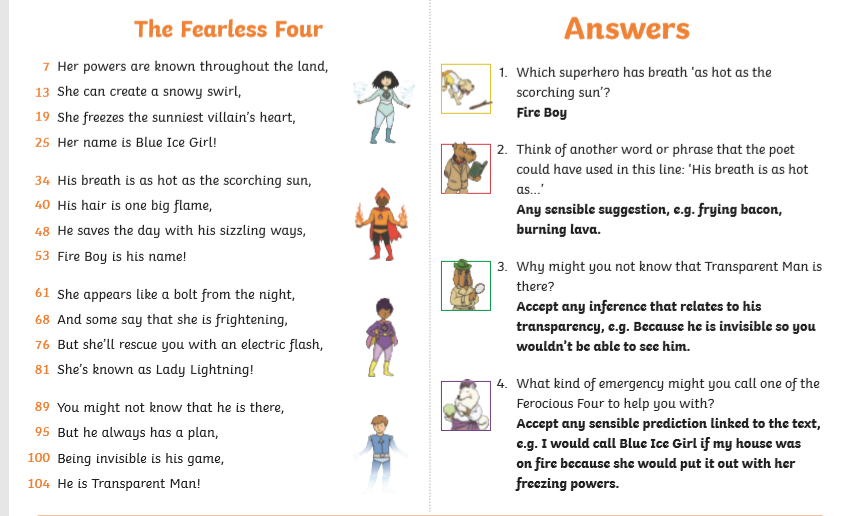 The Fearless Four
7 Her powers are known throughout the land,
13 She can create a snowy swirl,
19 She freezes the sunniest villain's heart,
25 Her name is Blue Ice Girl!
34 His breath is as hot as the scorching sun,
40 His hair is one big flame,
48 He saves the day with his sizzling ways,
53 Fire Boy is his name!
61 She appears like a bolt from the night,
68 And some say that she is frightening,
76 But she'll rescue you with an electric flash,
81 She's known as Lady Lightning!
89 You might not know that he is there,
95 But he always has a plan,
100 Being invisible is his game,
104 He is Transparent Man!
Answers
1. Which superhero has breath 'as hot as the
scorching sun'?
Fire Boy
2. Think of another word or phrase that the poet
could have used in this line: 'His breath is as hot
as...'
Any sensible suggestion, e.g. frying bacon,
burning lava.
3. Why might you not know that Transparent Man is
there?
Accept any inference that relates to his
transparency, e.g. Because he is invisible so you
wouldn't be able to see him.
4. What kind of emergency might you call one of the
Ferocious Four to help you with?
Accept any sensible prediction linked to the text,
e.g. I would call Blue Ice Girl if my house was
on fire because she would put it out with her
freezing powers.